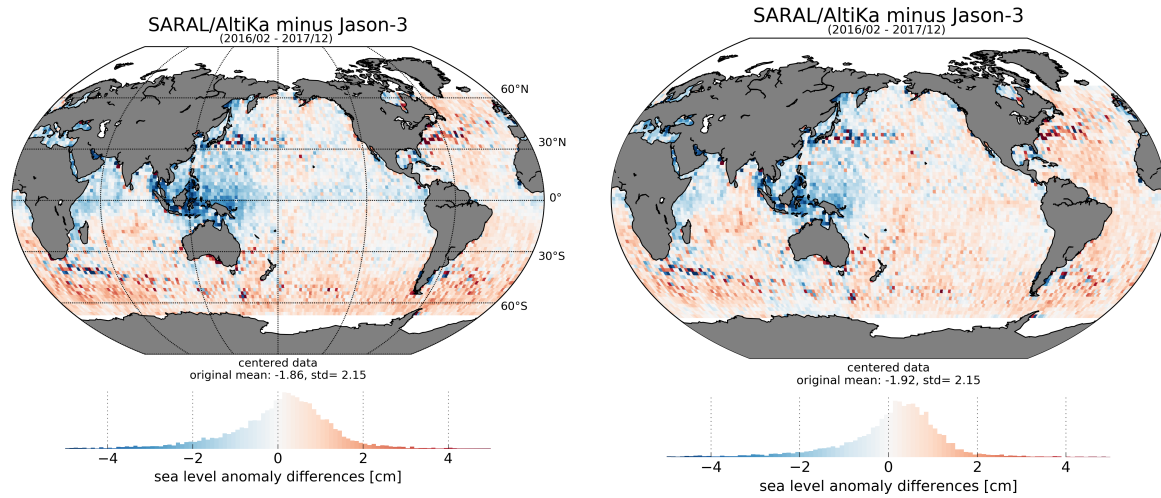 SARAL/AltiKa minus Jason-3
(2016/02 - 2017/12)
60°N
30°N
0°
30°S
60°S
centered data
original mean: -1.86, std= 2.15
−4 −2 0 2 4
sea level anomaly differences [cm]
SARAL/AltiKa minus Jason-3
(2016/02 - 2017/12)
centered data
original mean: -1.92, std= 2.15
−4 −2 0 2 4
sea level anomaly differences [cm]